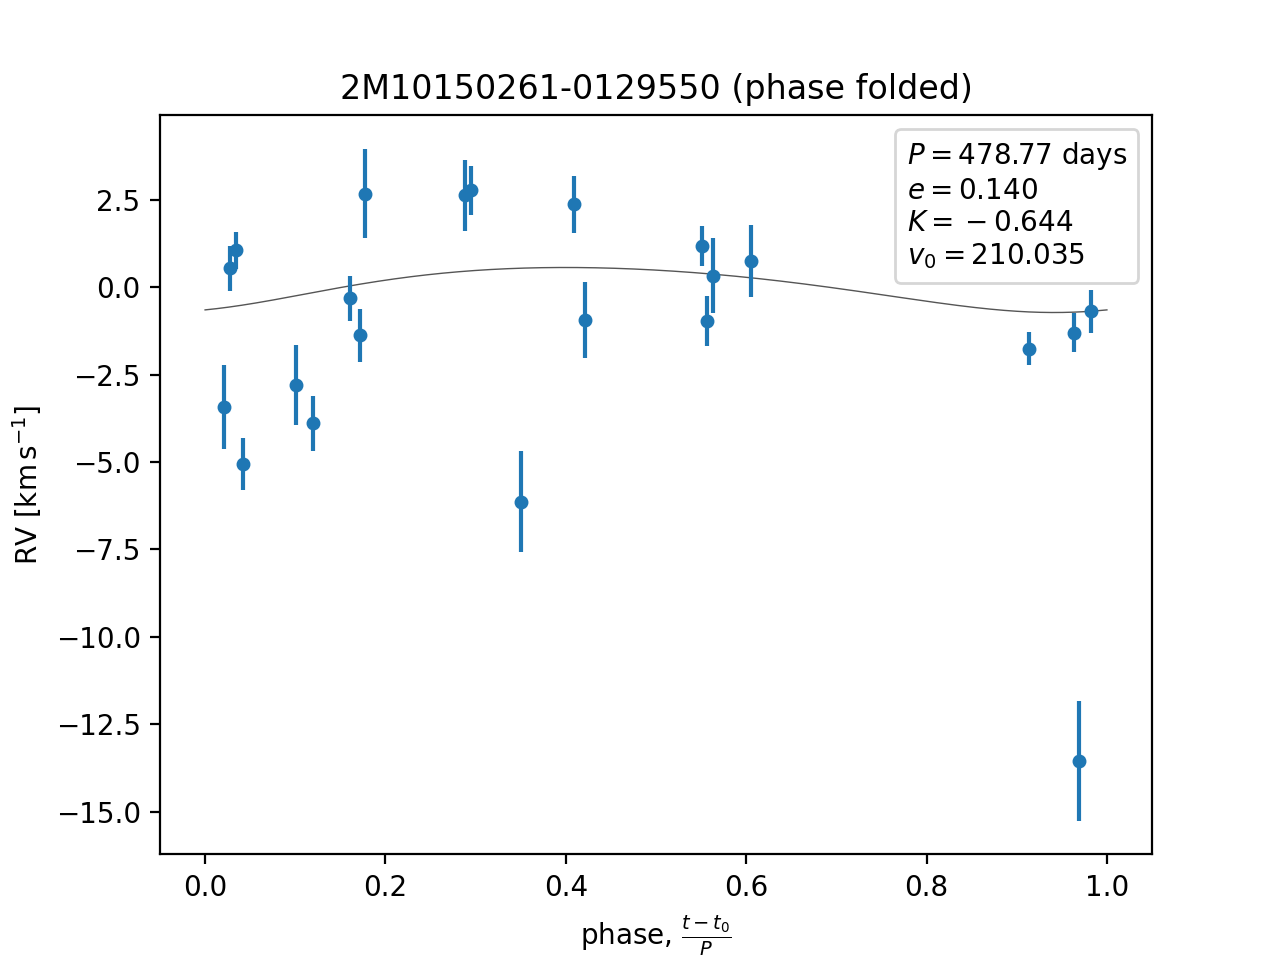 2M10150261-0129550 (phase folded)
P = 478.77 days
e = 0.140
K = −0.644
v₀ = 210.035
2.5
0.0
−2.5
−5.0
−7.5
−10.0
−12.5
−15.0
RV [km s⁻¹]
0.0 0.2 0.4 0.6 0.8 1.0
phase, (t − t₀)/P